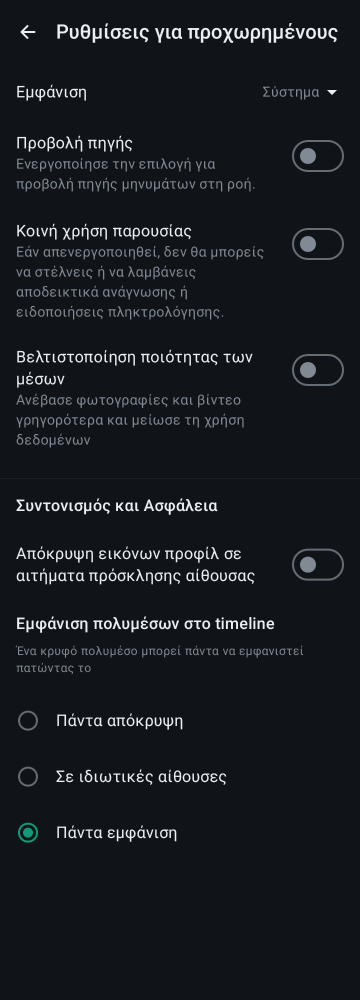 Ρυθμίσεις για προχωρημένους
Εμφάνιση
Σύστημα
Προβολή πηγής
Ενεργοποίησε την επιλογή για
προβολή πηγής μηνυμάτων στη ροή.
Κοινή χρήση παρουσίας
Εάν απενεργοποιηθεί, δεν θα μπορείς
να στέλνεις ή να λαμβάνεις
αποδεικτικά ανάγνωσης ή
ειδοποιήσεις πληκτρολόγησης.
Βελτιστοποίηση ποιότητας των
μέσων
Ανέβασε φωτογραφίες και βίντεο
γρηγορότερα και μείωσε τη χρήση
δεδομένων
Συντονισμός και Ασφάλεια
Απόκρυψη εικόνων προφίλ σε
αιτήματα πρόσκλησης αίθουσας
Εμφάνιση πολυμέσων στο timeline
Ένα κρυφό πολυμέσο μπορεί πάντα να εμφανιστεί
πατώντας το
Πάντα απόκρυψη
Σε ιδιωτικές αίθουσες
Πάντα εμφάνιση